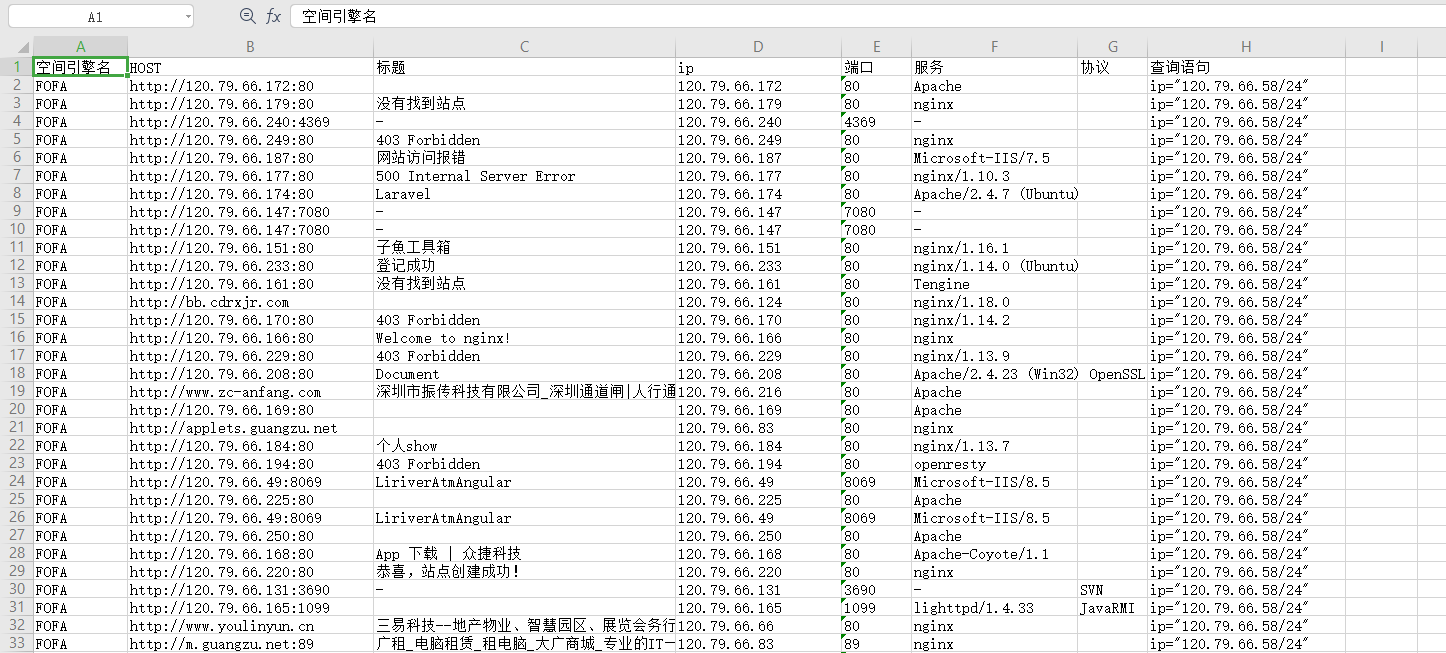 A1 fx 空间引擎名
A B C D E F G H I
1 空间引擎名 HOST 标题 ip 端口 服务 协议 查询语句
2 FOFA http://120.79.66.172:80 120.79.66.172 80 Apache ip="120.79.66.58/24"
3 FOFA http://120.79.66.179:80 没有找到站点 120.79.66.179 80 nginx ip="120.79.66.58/24"
4 FOFA http://120.79.66.240:4369 - 120.79.66.240 4369 - ip="120.79.66.58/24"
5 FOFA http://120.79.66.249:80 403 Forbidden 120.79.66.249 80 nginx ip="120.79.66.58/24"
6 FOFA http://120.79.66.187:80 网站访问报错 120.79.66.187 80 Microsoft-IIS/7.5 ip="120.79.66.58/24"
7 FOFA http://120.79.66.177:80 500 Internal Server Error 120.79.66.177 80 nginx/1.10.3 ip="120.79.66.58/24"
8 FOFA http://120.79.66.174:80 Laravel 120.79.66.174 80 Apache/2.4.7 (Ubuntu) ip="120.79.66.58/24"
9 FOFA http://120.79.66.147:7080 - 120.79.66.147 7080 - ip="120.79.66.58/24"
10 FOFA http://120.79.66.147:7080 - 120.79.66.147 7080 - ip="120.79.66.58/24"
11 FOFA http://120.79.66.151:80 子魚工具箱 120.79.66.151 80 nginx/1.16.1 ip="120.79.66.58/24"
12 FOFA http://120.79.66.233:80 登记成功 120.79.66.233 80 nginx/1.14.0 (Ubuntu) ip="120.79.66.58/24"
13 FOFA http://120.79.66.161:80 没有找到站点 120.79.66.161 80 Tengine ip="120.79.66.58/24"
14 FOFA http://bb.cdrxjr.com 120.79.66.124 80 nginx/1.18.0 ip="120.79.66.58/24"
15 FOFA http://120.79.66.170:80 403 Forbidden 120.79.66.170 80 nginx/1.14.2 ip="120.79.66.58/24"
16 FOFA http://120.79.66.166:80 Welcome to nginx! 120.79.66.166 80 nginx ip="120.79.66.58/24"
17 FOFA http://120.79.66.229:80 403 Forbidden 120.79.66.229 80 nginx/1.13.9 ip="120.79.66.58/24"
18 FOFA http://120.79.66.208:80 Document 120.79.66.208 80 Apache/2.4.23 (Win32) OpenSSL ip="120.79.66.58/24"
19 FOFA http://www.zc-anfang.com 深圳市振传科技有限公司_深圳通道闸|人行通 120.79.66.216 80 Apache ip="120.79.66.58/24"
20 FOFA http://120.79.66.169:80 120.79.66.169 80 Apache ip="120.79.66.58/24"
21 FOFA http://applets.guangzu.net 120.79.66.83 80 nginx ip="120.79.66.58/24"
22 FOFA http://120.79.66.184:80 个人show 120.79.66.184 80 nginx/1.13.7 ip="120.79.66.58/24"
23 FOFA http://120.79.66.194:80 403 Forbidden 120.79.66.194 80 openresty ip="120.79.66.58/24"
24 FOFA http://120.79.66.49:8069 LiriverAtmAngular 120.79.66.49 8069 Microsoft-IIS/8.5 ip="120.79.66.58/24"
25 FOFA http://120.79.66.225:80 120.79.66.225 80 Apache ip="120.79.66.58/24"
26 FOFA http://120.79.66.49:8069 LiriverAtmAngular 120.79.66.49 8069 Microsoft-IIS/8.5 ip="120.79.66.58/24"
27 FOFA http://120.79.66.250:80 120.79.66.250 80 Apache ip="120.79.66.58/24"
28 FOFA http://120.79.66.168:80 App 下载 | 众捷科技 120.79.66.168 80 Apache-Coyote/1.1 ip="120.79.66.58/24"
29 FOFA http://120.79.66.220:80 恭喜，站点创建成功！ 120.79.66.220 80 nginx ip="120.79.66.58/24"
30 FOFA http://120.79.66.131:3690 - 120.79.66.131 3690 - SVN ip="120.79.66.58/24"
31 FOFA http://120.79.66.165:1099 120.79.66.165 1099 lighttpd/1.4.33 JavaRMI ip="120.79.66.58/24"
32 FOFA http://www.youlinyun.cn 三易科技--地产物业、智慧园区、展览会务行 120.79.66.66 80 nginx ip="120.79.66.58/24"
33 FOFA http://m.guangzu.net:89 广租_电脑租赁_租电脑_大广商城_专业的IT一 120.79.66.83 89 nginx ip="120.79.66.58/24"